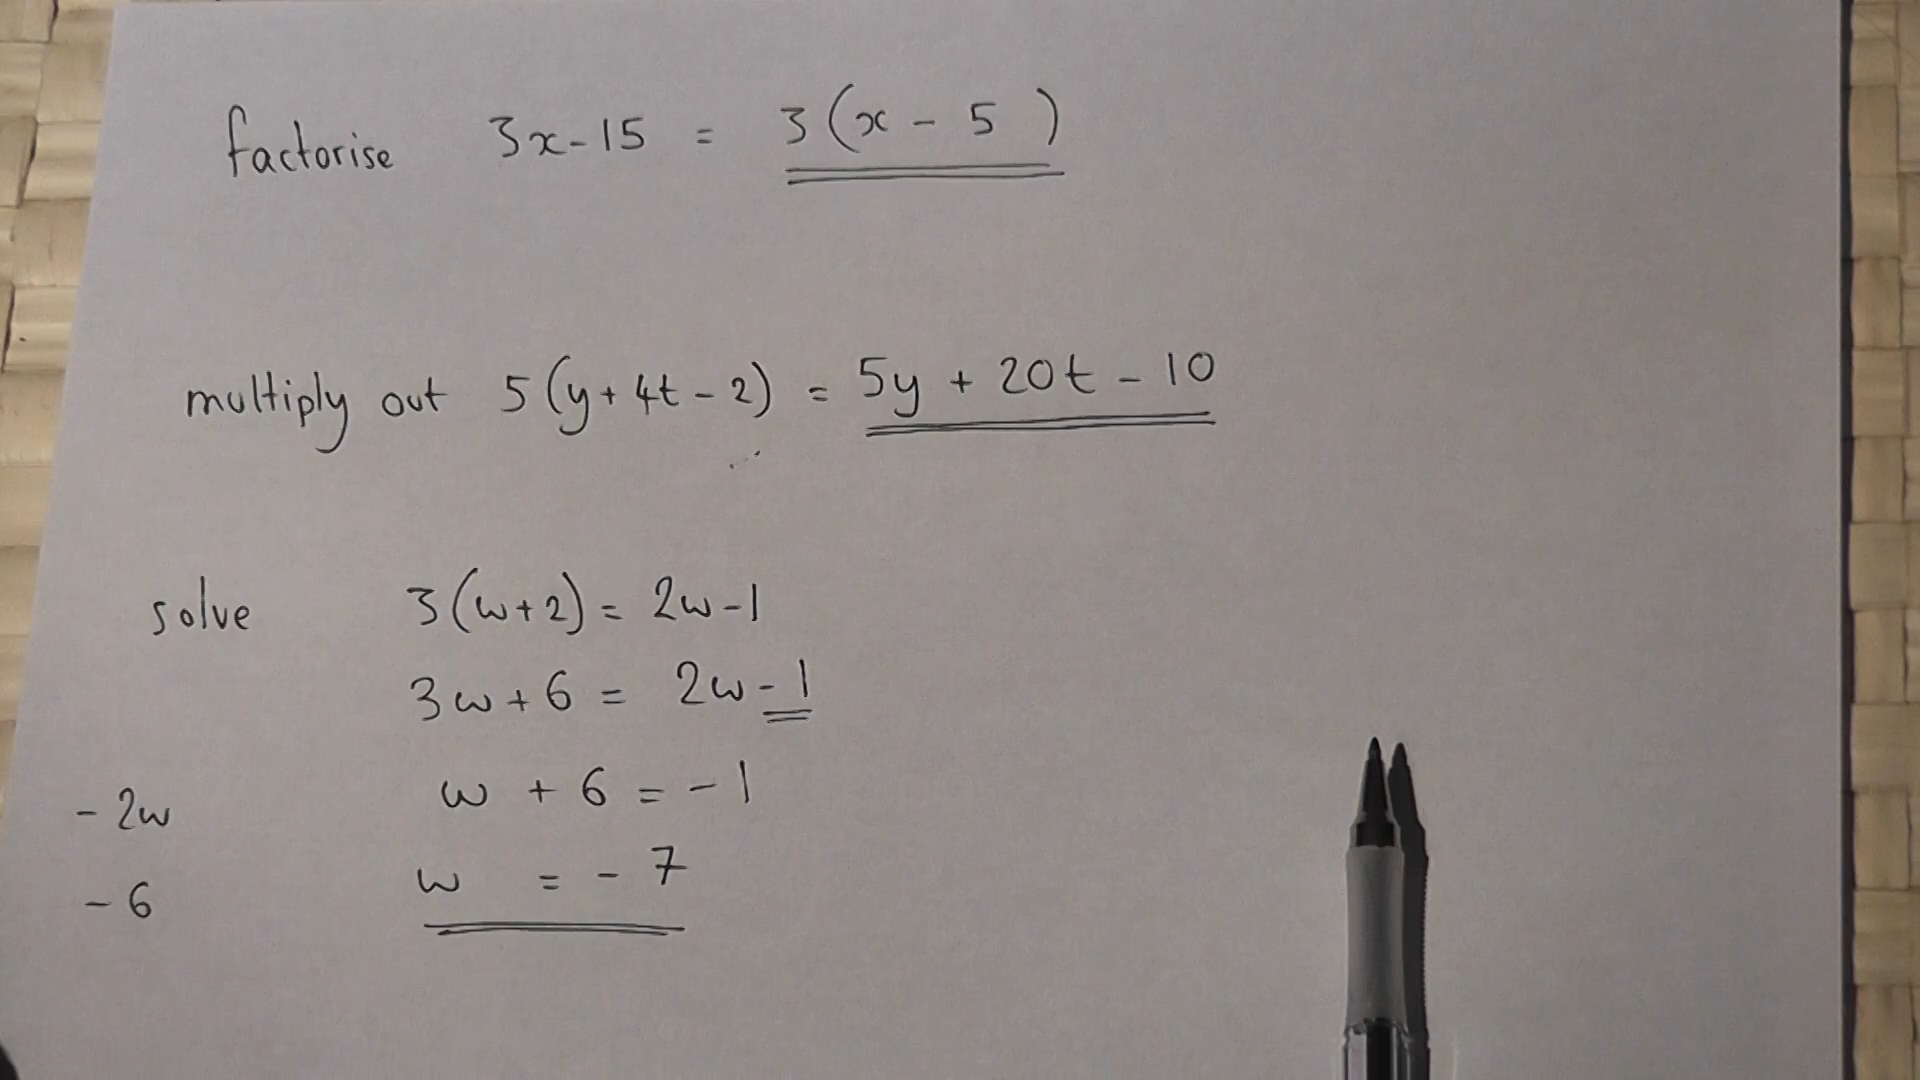 factorise 3x-15 = 3(x - 5 )
multiply out 5(y+4t-2) = 5y + 20t - 10
solve 3(w+2)= 2w-1
3w+6 = 2w-1
- 2w w + 6 = -1
- 6 w = - 7